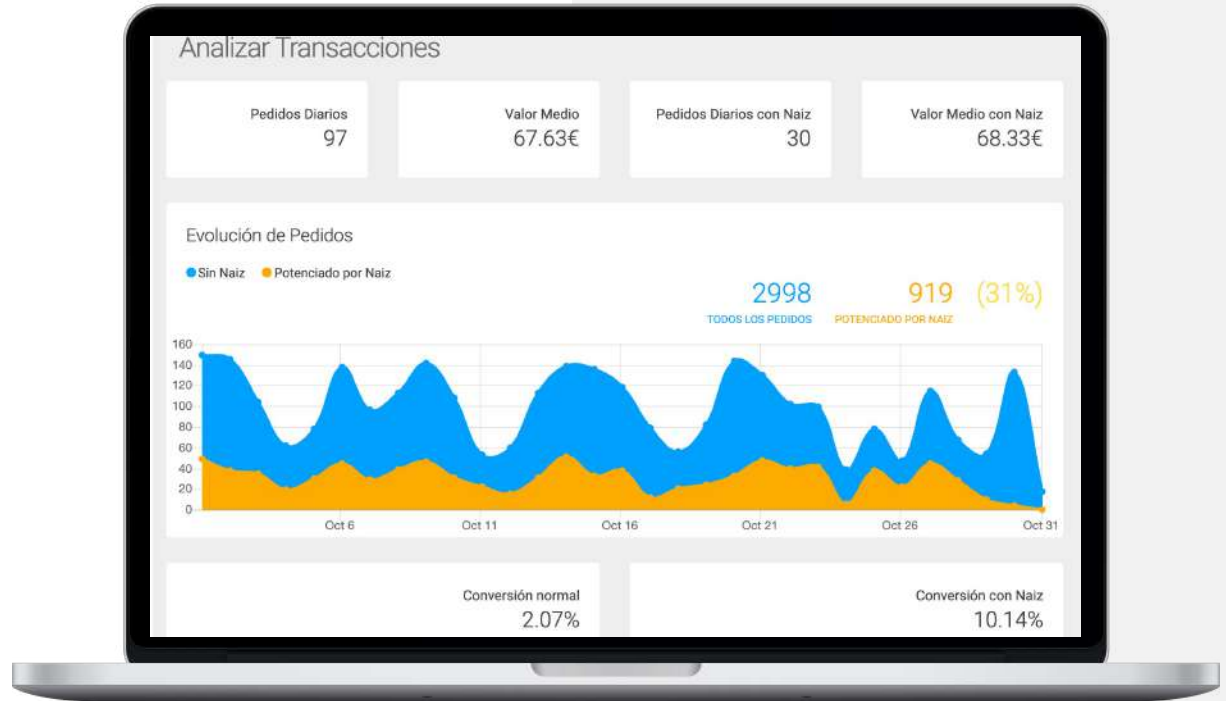 Analizar Transacciones
Pedidos Diarios
97
Valor Medio
67.63€
Pedidos Diarios con Naiz
30
Valor Medio con Naiz
68.33€
Evolución de Pedidos
Sin Naiz Potenciado por Naiz
2998 919 (31%)
TODOS LOS PEDIDOS POTENCIADO POR NAIZ
160
140
120
100
80
60
40
20
0
Oct 6 Oct 11 Oct 16 Oct 21 Oct 26 Oct 31
Conversión normal
2.07%
Conversión con Naiz
10.14%